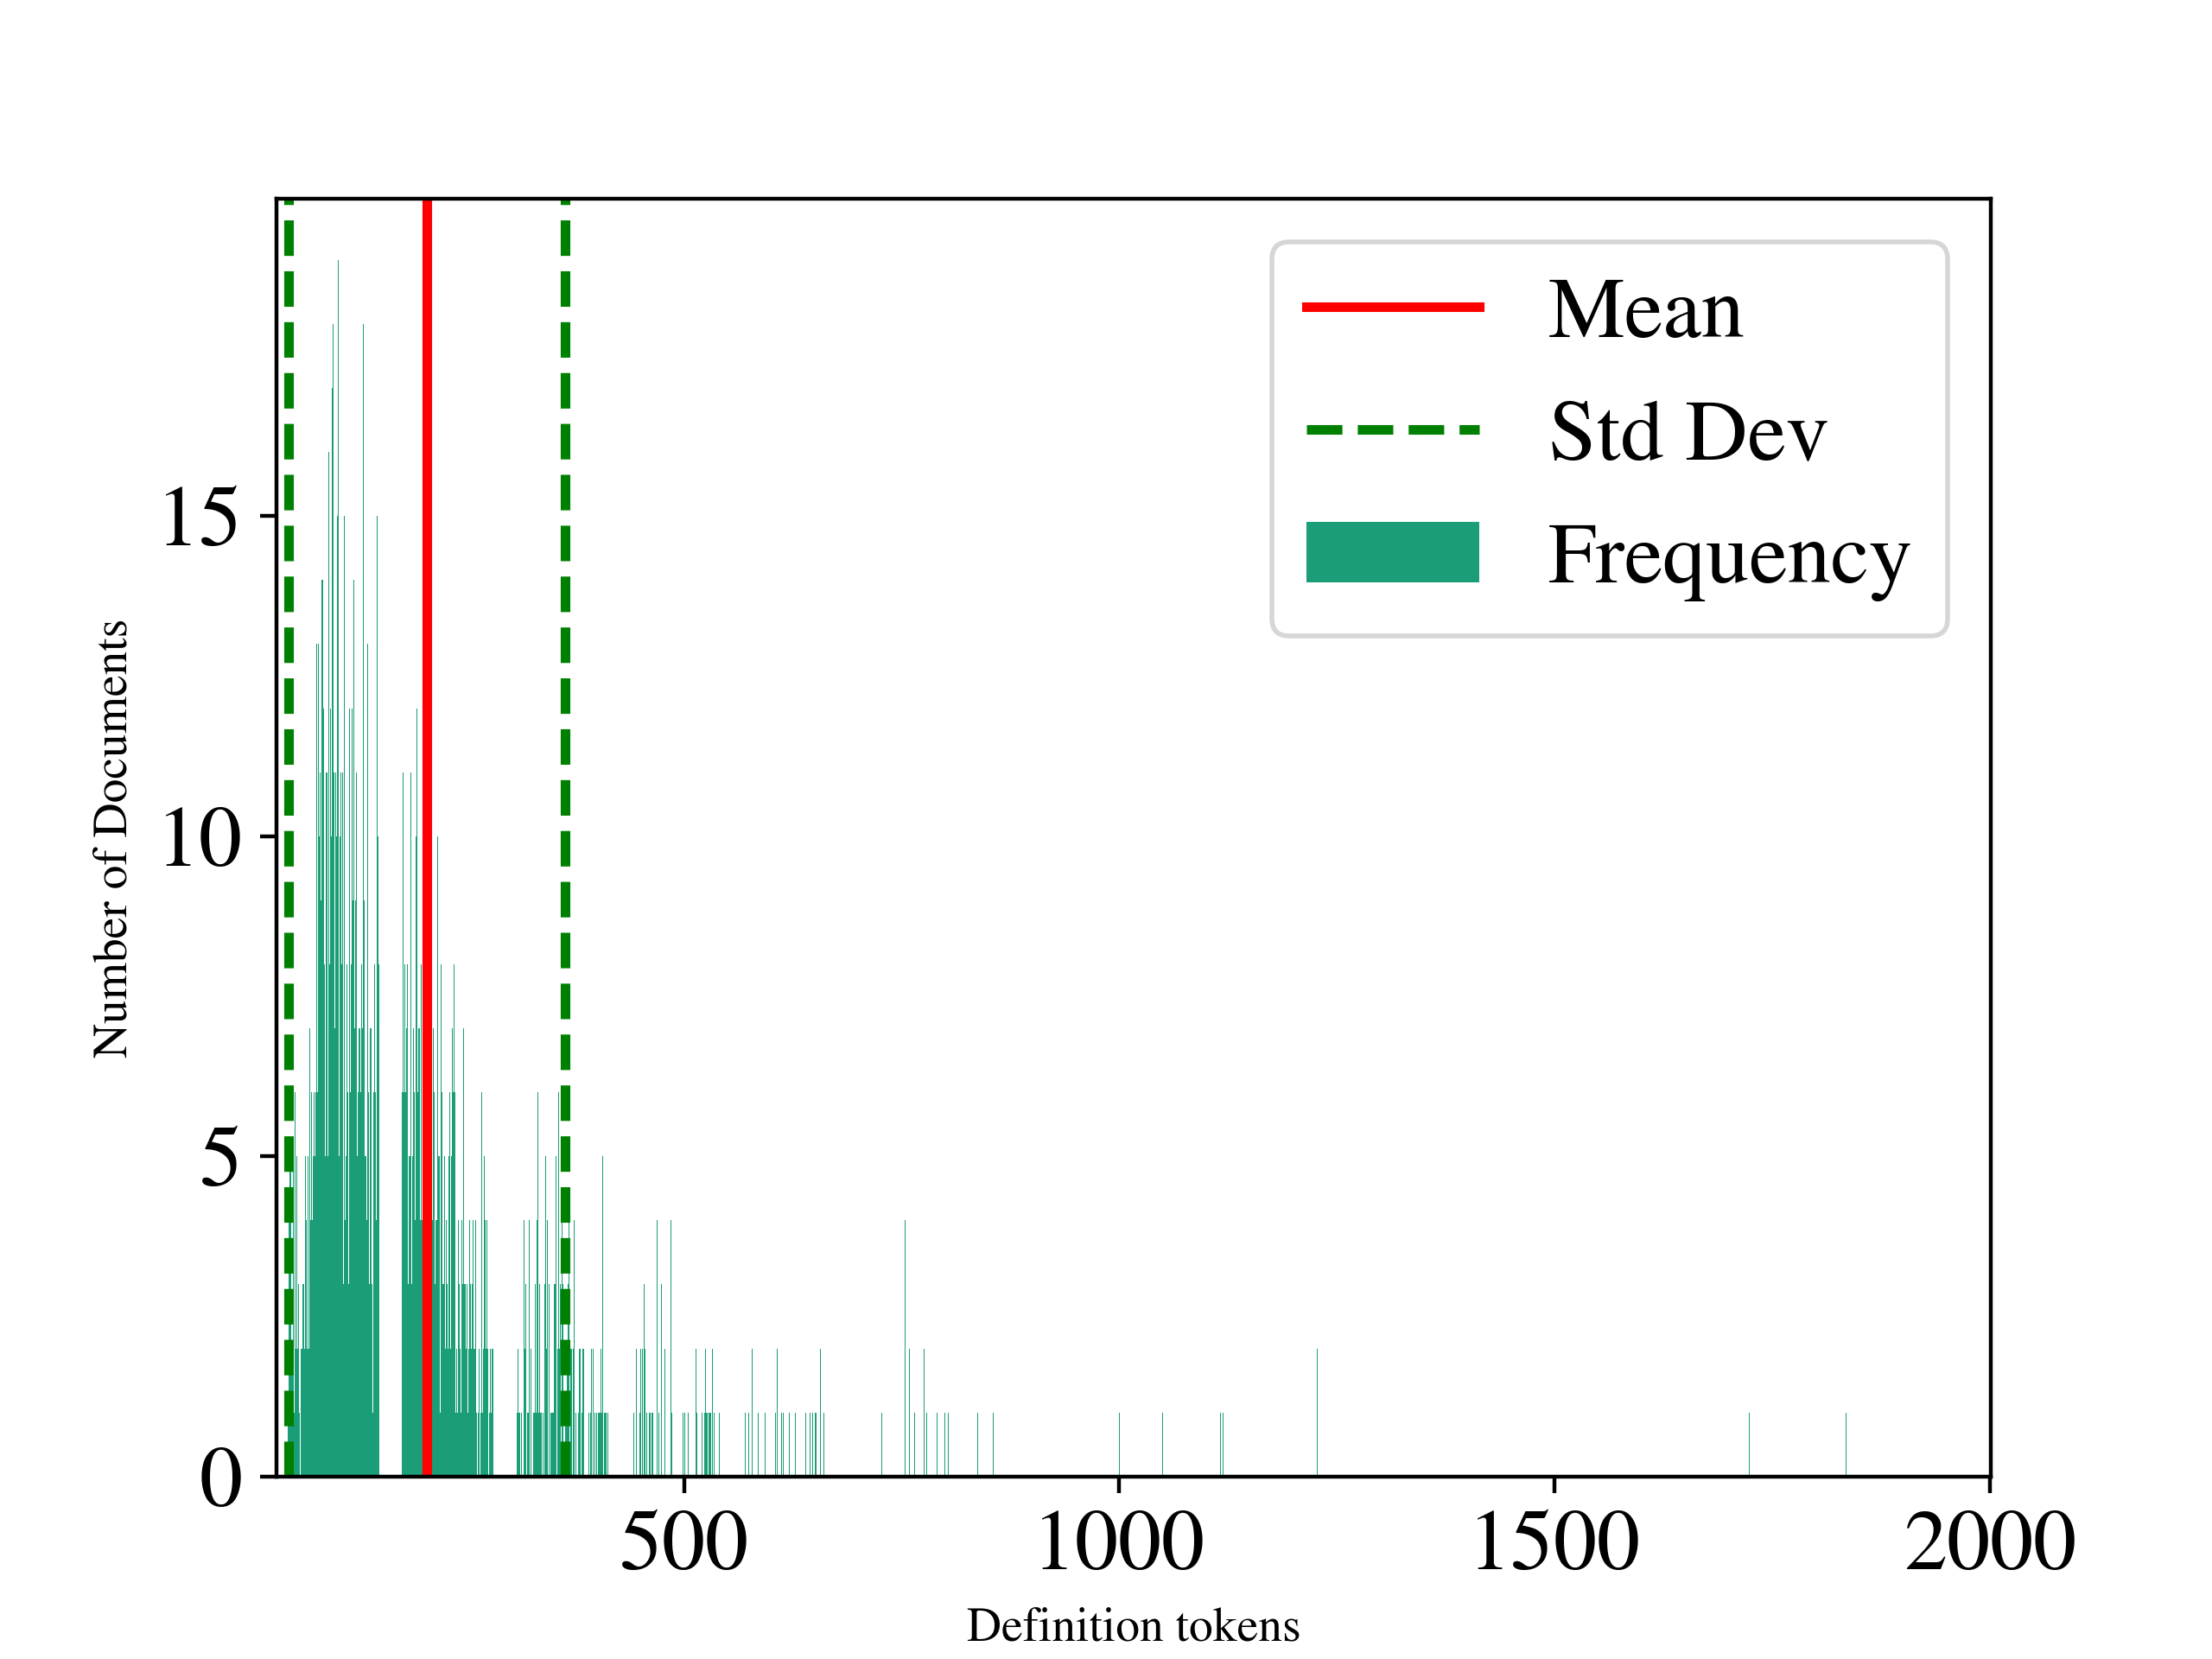 Mean
Std Dev
Frequency
15
10
5
0
Number of Documents
500
1000
1500
2000
Definition tokens